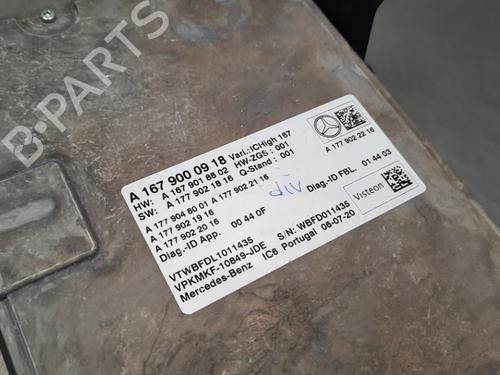 B-PARTS
A 167 900 09 18 Vari.:ICHigh 167
HW: A 167 901 88 02 HW-ZGS : 001
SW: A 177 902 18 16 Q-Stand : 001
A 177 904 80 01 A 177 902 21 16
A 177 902 22 16
A 177 902 19 16
A 177 902 20 16
Diag.-ID App. 00 44 0F
Diag.-ID FBL. 01 44 03
VTWBFDL1011435
Visteon
VPKMKF-10849-JDE S/N: WBFD011435
Mercedes-Benz IC6 Portugal 06-07-20